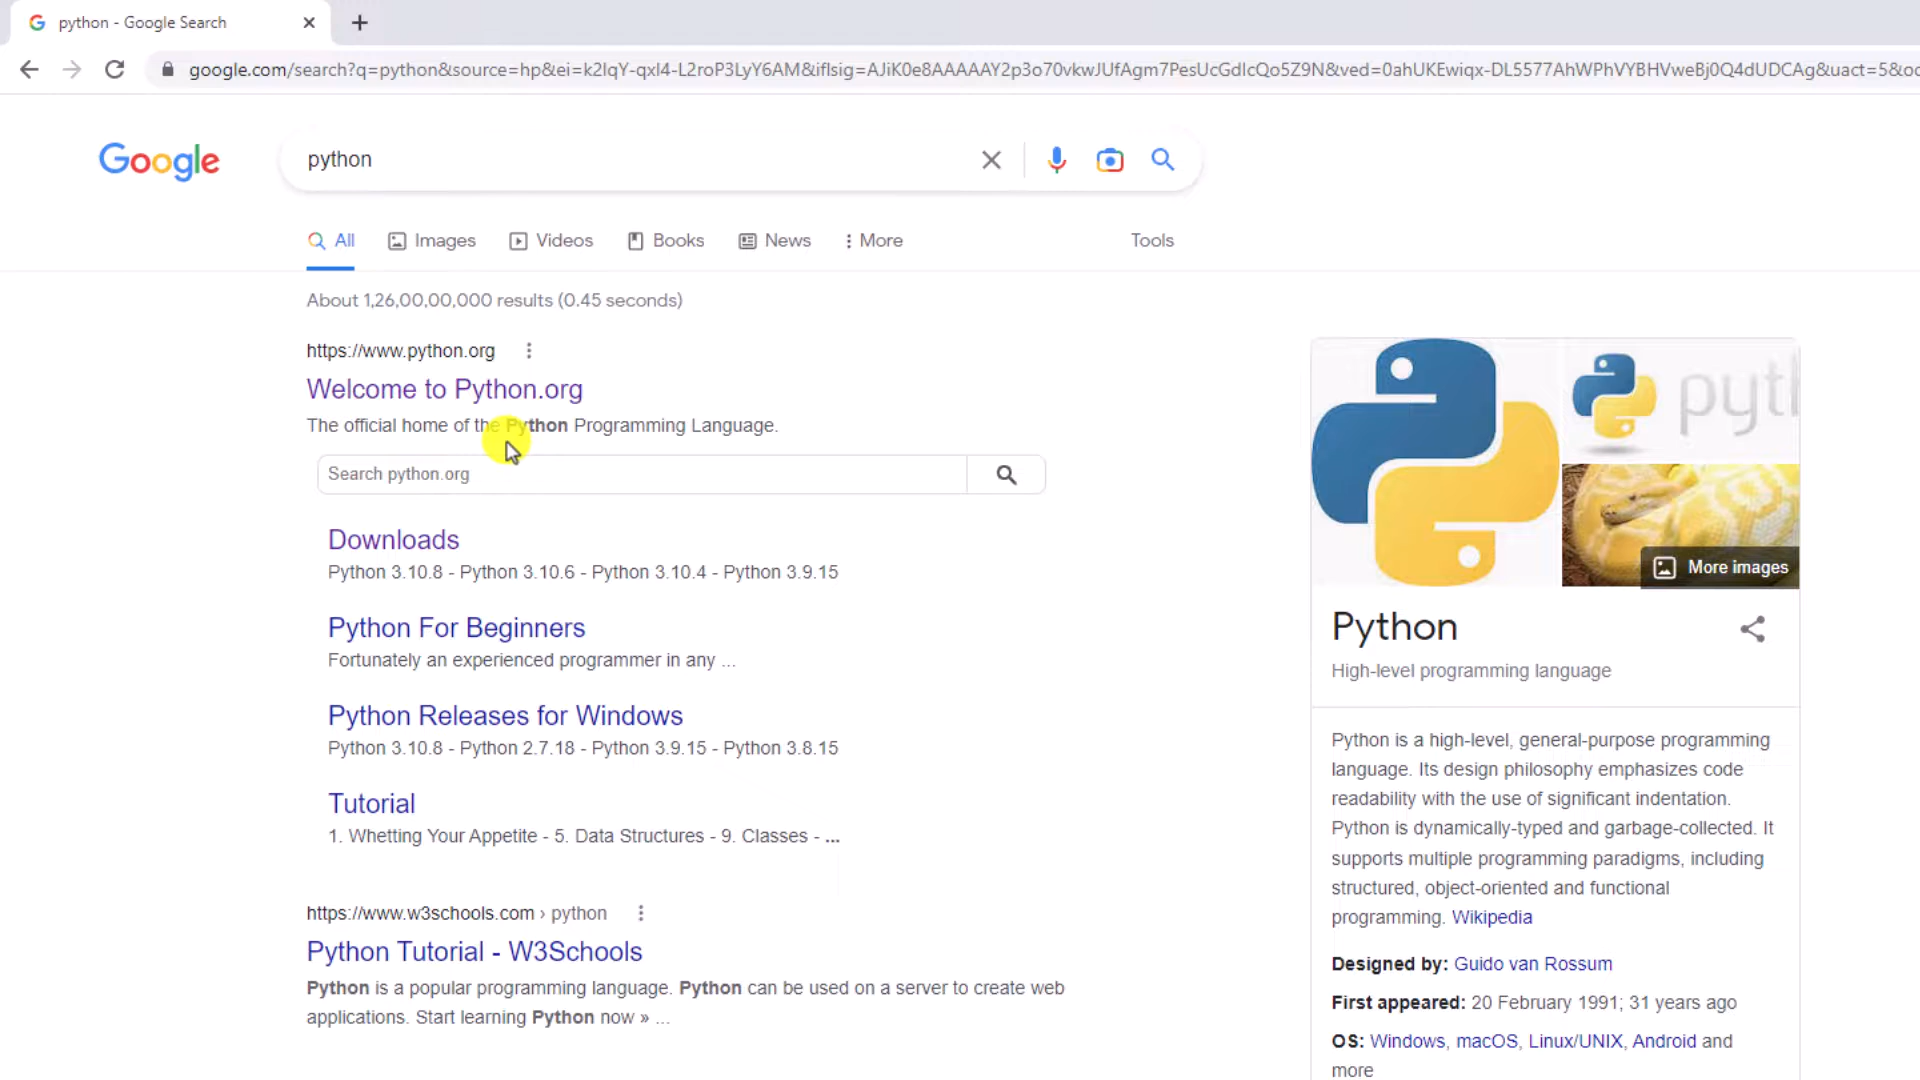 python - Google Search
google.com/search?q=python&source=hp&ei=k2IqY-qxI4-L2roP3LyY6AM&iflsig=AJiK0e8AAAAAY2p3o70vkwJUfAgm7PesUcGdIcQo5Z9N&ved=0ahUKEwiqx-DL5577AhWPhVYBHVweBj0Q4dUDCAg&uact=5&oc
Google
python
All Images Videos Books News More Tools
About 1,26,00,00,000 results (0.45 seconds)
https://www.python.org
Welcome to Python.org
The official home of the Python Programming Language.
Search python.org
Downloads
Python 3.10.8 - Python 3.10.6 - Python 3.10.4 - Python 3.9.15
Python For Beginners
Fortunately an experienced programmer in any ...
Python Releases for Windows
Python 3.10.8 - Python 2.7.18 - Python 3.9.15 - Python 3.8.15
Tutorial
1. Whetting Your Appetite - 5. Data Structures - 9. Classes - ...
https://www.w3schools.com › python
Python Tutorial - W3Schools
Python is a popular programming language. Python can be used on a server to create web
applications. Start learning Python now » ...
pyt
More images
Python
High-level programming language
Python is a high-level, general-purpose programming
language. Its design philosophy emphasizes code
readability with the use of significant indentation.
Python is dynamically-typed and garbage-collected. It
supports multiple programming paradigms, including
structured, object-oriented and functional
programming. Wikipedia
Designed by: Guido van Rossum
First appeared: 20 February 1991; 31 years ago
OS: Windows, macOS, Linux/UNIX, Android and
more